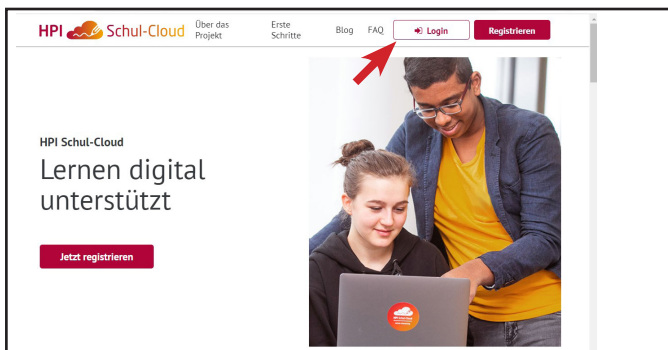 HPI Schul-Cloud
Über das Projekt
Erste Schritte
Blog
FAQ
Login
Registrieren
HPI Schul-Cloud
Lernen digital
unterstützt
Jetzt registrieren